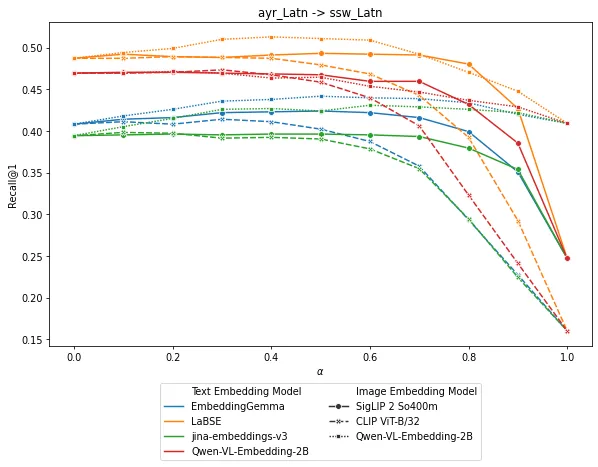 ayr_Latn -> ssw_Latn
Recall@1
0.50
0.45
0.40
0.35
0.30
0.25
0.20
0.15
0.0 0.2 0.4 0.6 0.8 1.0
α
Text Embedding Model Image Embedding Model
EmbeddingGemma SigLIP 2 So400m
LaBSE CLIP ViT-B/32
jina-embeddings-v3 Qwen-VL-Embedding-2B
Qwen-VL-Embedding-2B